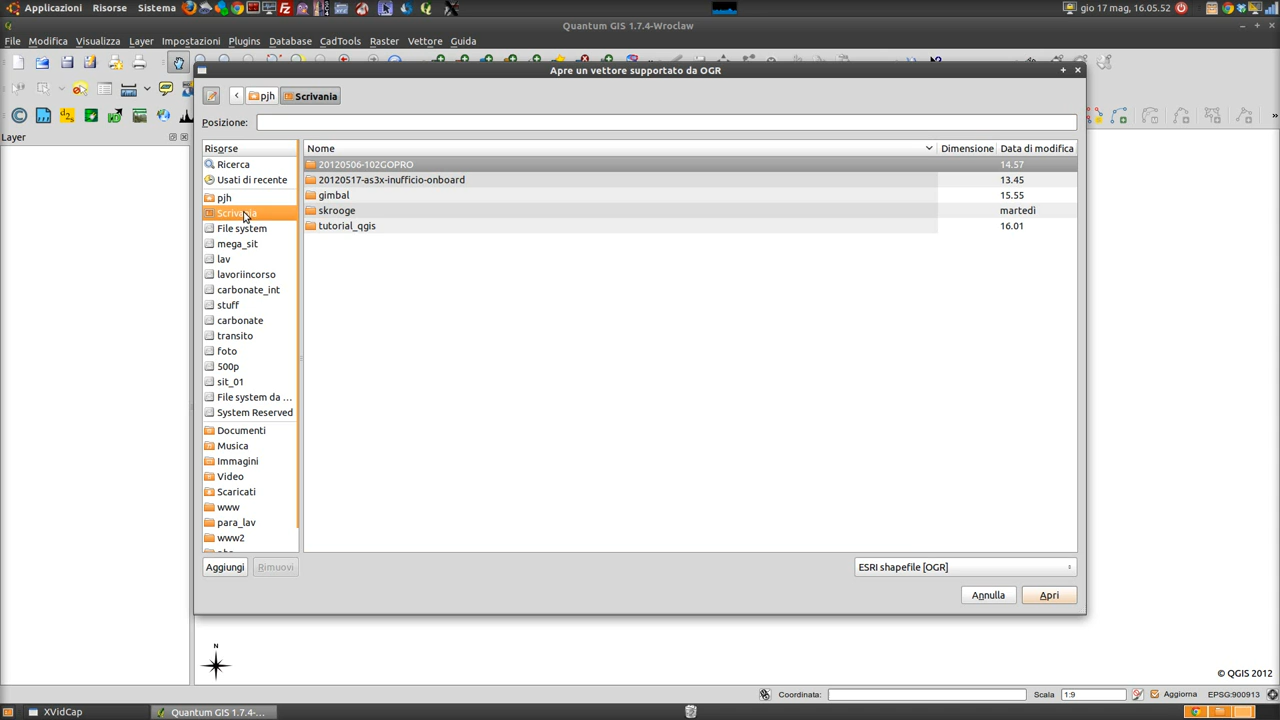 Applicazioni Risorse Sistema
gio 17 mag, 16.05.52
Quantum GIS 1.7.4-Wroclaw
File Modifica Visualizza Layer Impostazioni Plugins Database CadTools Raster Vettore Guida
Apre un vettore supportato da OGR
pjh Scrivania
Posizione:
Layer
Risorse
Ricerca
Usati di recente
pjh
Scrivania
File system
mega_sit
lav
lavoriincorso
carbonate_int
stuff
carbonate
transito
foto
500p
sit_01
File system da ...
System Reserved
Documenti
Musica
Immagini
Video
Scaricati
www
para_lav
www2
Nome Dimensione Data di modifica
20120506-102GOPRO 14.57
20120517-as3x-inufficio-onboard 13.45
gimbal 15.55
skrooge martedì
tutorial_qgis 16.01
Aggiungi Rimuovi
ESRI shapefile [OGR]
Annulla Apri
N
© QGIS 2012
Coordinata: Scala 1:9 Aggiorna EPSG:900913
XVidCap Quantum GIS 1.7.4-...